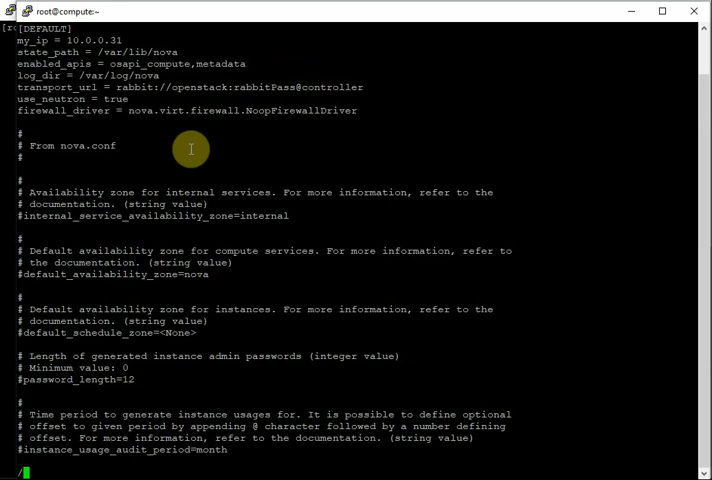 root@compute:~
[r[DEFAULT]
my_ip = 10.0.0.31
state_path = /var/lib/nova
enabled_apis = osapi_compute,metadata
log_dir = /var/log/nova
transport_url = rabbit://openstack:rabbitPass@controller
use_neutron = true
firewall_driver = nova.virt.firewall.NoopFirewallDriver
#
# From nova.conf
#
#
# Availability zone for internal services. For more information, refer to the
# documentation. (string value)
#internal_service_availability_zone=internal
#
# Default availability zone for compute services. For more information, refer to
# the documentation. (string value)
#default_availability_zone=nova
#
# Default availability zone for instances. For more information, refer to the
# documentation. (string value)
#default_schedule_zone=<None>
# Length of generated instance admin passwords (integer value)
# Minimum value: 0
#password_length=12
#
# Time period to generate instance usages for. It is possible to define optional
# offset to given period by appending @ character followed by a number defining
# offset. For more information, refer to the documentation. (string value)
#instance_usage_audit_period=month
/